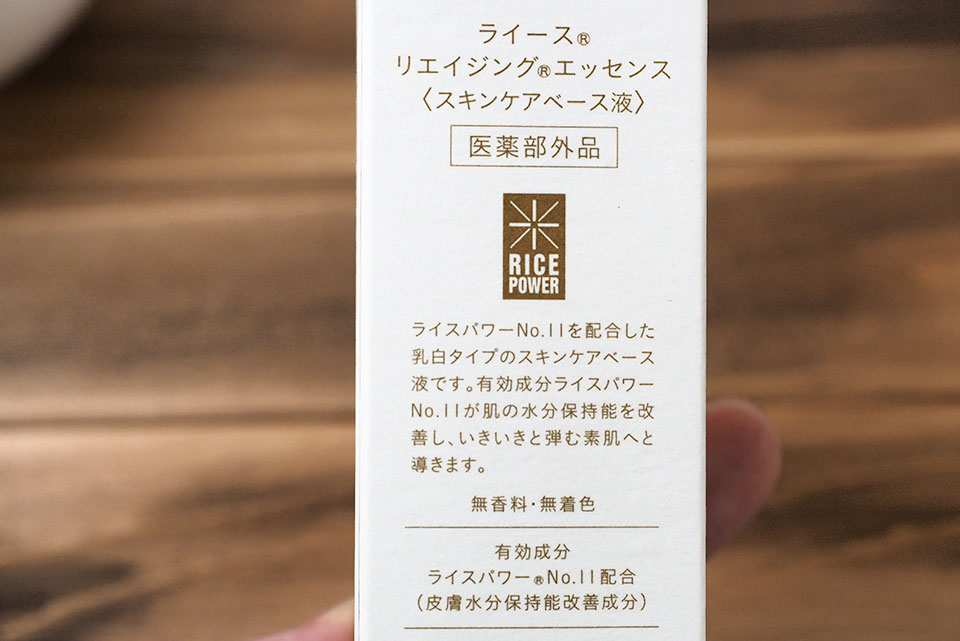 ライース®
リエイジング®エッセンス
〈スキンケアベース液〉
医薬部外品
RICE
POWER
ライスパワーNo.11を配合した
乳白タイプのスキンケアベース
液です。有効成分ライスパワー
No.11が肌の水分保持能を改
善し、いきいきと弾む素肌へと
導きます。
無香料・無着色
有効成分
ライスパワー®No.11配合
(皮膚水分保持能改善成分)